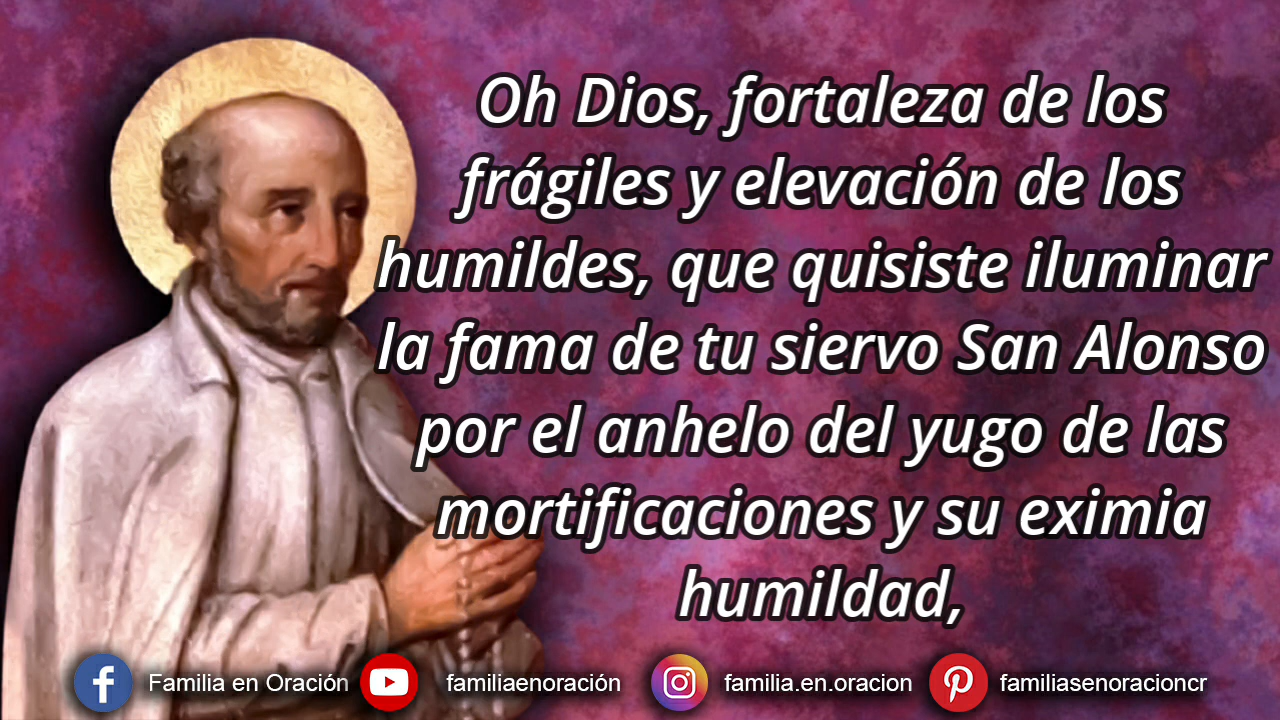 Oh Dios, fortaleza de los
frágiles y elevación de los
humildes, que quisiste iluminar
la fama de tu siervo San Alonso
por el anhelo del yugo de las
mortificaciones y su eximia
humildad,
Familia en Oración
familiaenoración
familia.en.oracion
familiasenoracioncr